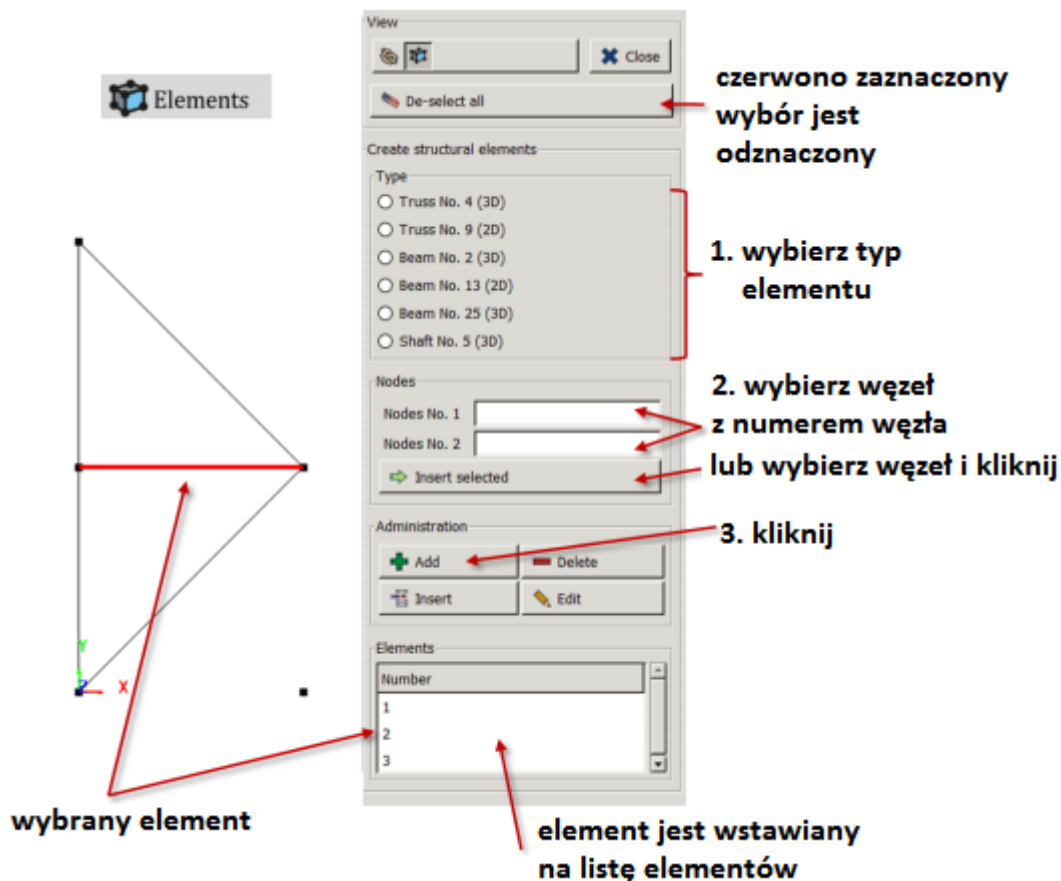 View
Close
Elements
De-select all
czerwono zaznaczony
wybór jest
odznaczony
Create structural elements
Type
Truss No. 4 (3D)
Truss No. 9 (2D)
Beam No. 2 (3D)
Beam No. 13 (2D)
Beam No. 25 (3D)
Shaft No. 5 (3D)
1. wybierz typ
elementu
Nodes
Nodes No. 1
Nodes No. 2
Insert selected
2. wybierz węzeł
z numerem węzła
lub wybierz węzeł i kliknij
Administration
Add
Delete
Insert
Edit
3. kliknij
Elements
Number
1
2
3
Y
Z
X
wybrany element
element jest wstawiany
na listę elementów